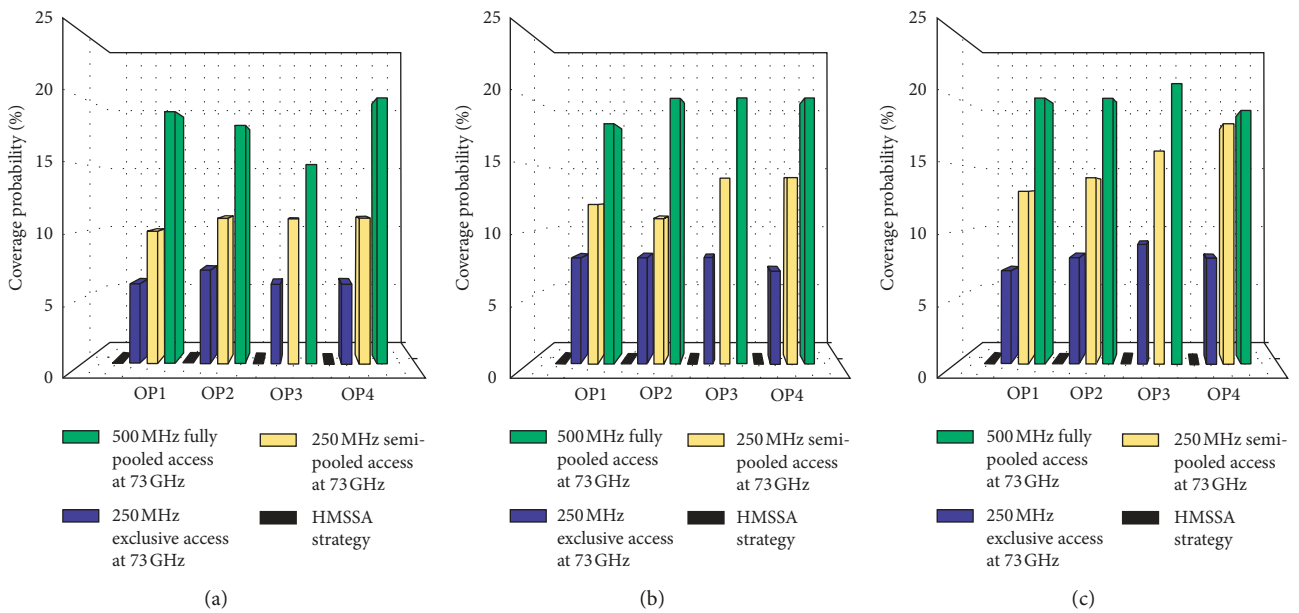 25
20
15
10
5
0
Coverage probability (%)
OP1 OP2 OP3 OP4
500 MHz fully
pooled access
at 73 GHz
250 MHz semi-
pooled access
at 73 GHz
250 MHz
exclusive access
at 73 GHz
HMSSA
strategy
(a)
25
20
15
10
5
0
Coverage probability (%)
OP1 OP2 OP3 OP4
500 MHz fully
pooled access
at 73 GHz
250 MHz semi-
pooled access
at 73 GHz
250 MHz
exclusive access
at 73 GHz
HMSSA
strategy
(b)
25
20
15
10
5
0
Coverage probability (%)
OP1 OP2 OP3 OP4
500 MHz fully
pooled access
at 73 GHz
250 MHz semi-
pooled access
at 73 GHz
250 MHz
exclusive access
at 73 GHz
HMSSA
strategy
(c)